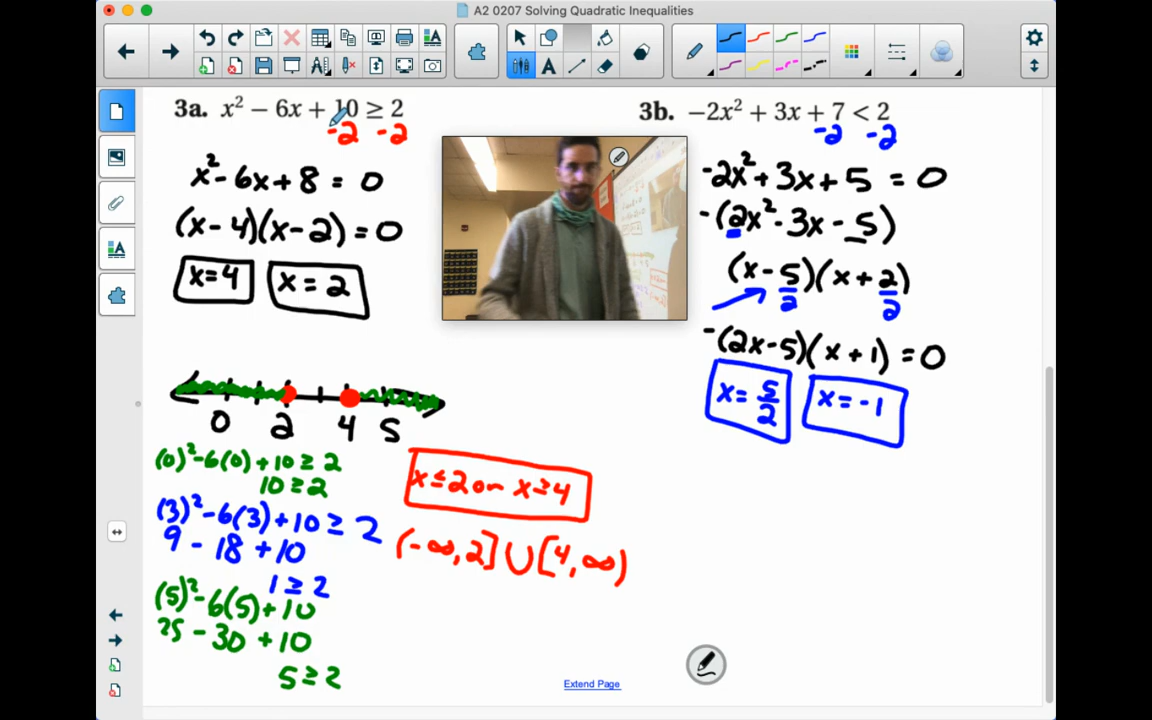 A2 0207 Solving Quadratic Inequalities
3a. x² − 6x + 10 ≥ 2
-2 -2
x² - 6x + 8 = 0
(x - 4)(x - 2) = 0
x = 4 x = 2
0 2 4 5
(0)² - 6(0) + 10 ≥ 2
10 ≥ 2
(3)² - 6(3) + 10 ≥ 2
9 - 18 + 10
1 ≥ 2
(5)² - 6(5) + 10
25 - 30 + 10
5 ≥ 2
x ≤ 2 or x ≥ 4
(-∞, 2] ∪ [4, ∞)
3b. −2x² + 3x + 7 < 2
-2 -2
-2x² + 3x + 5 = 0
-(2x² - 3x - 5)
(x - 5/2)(x + 2/2)
-(2x - 5)(x + 1) = 0
x = 5/2 x = -1
Extend Page